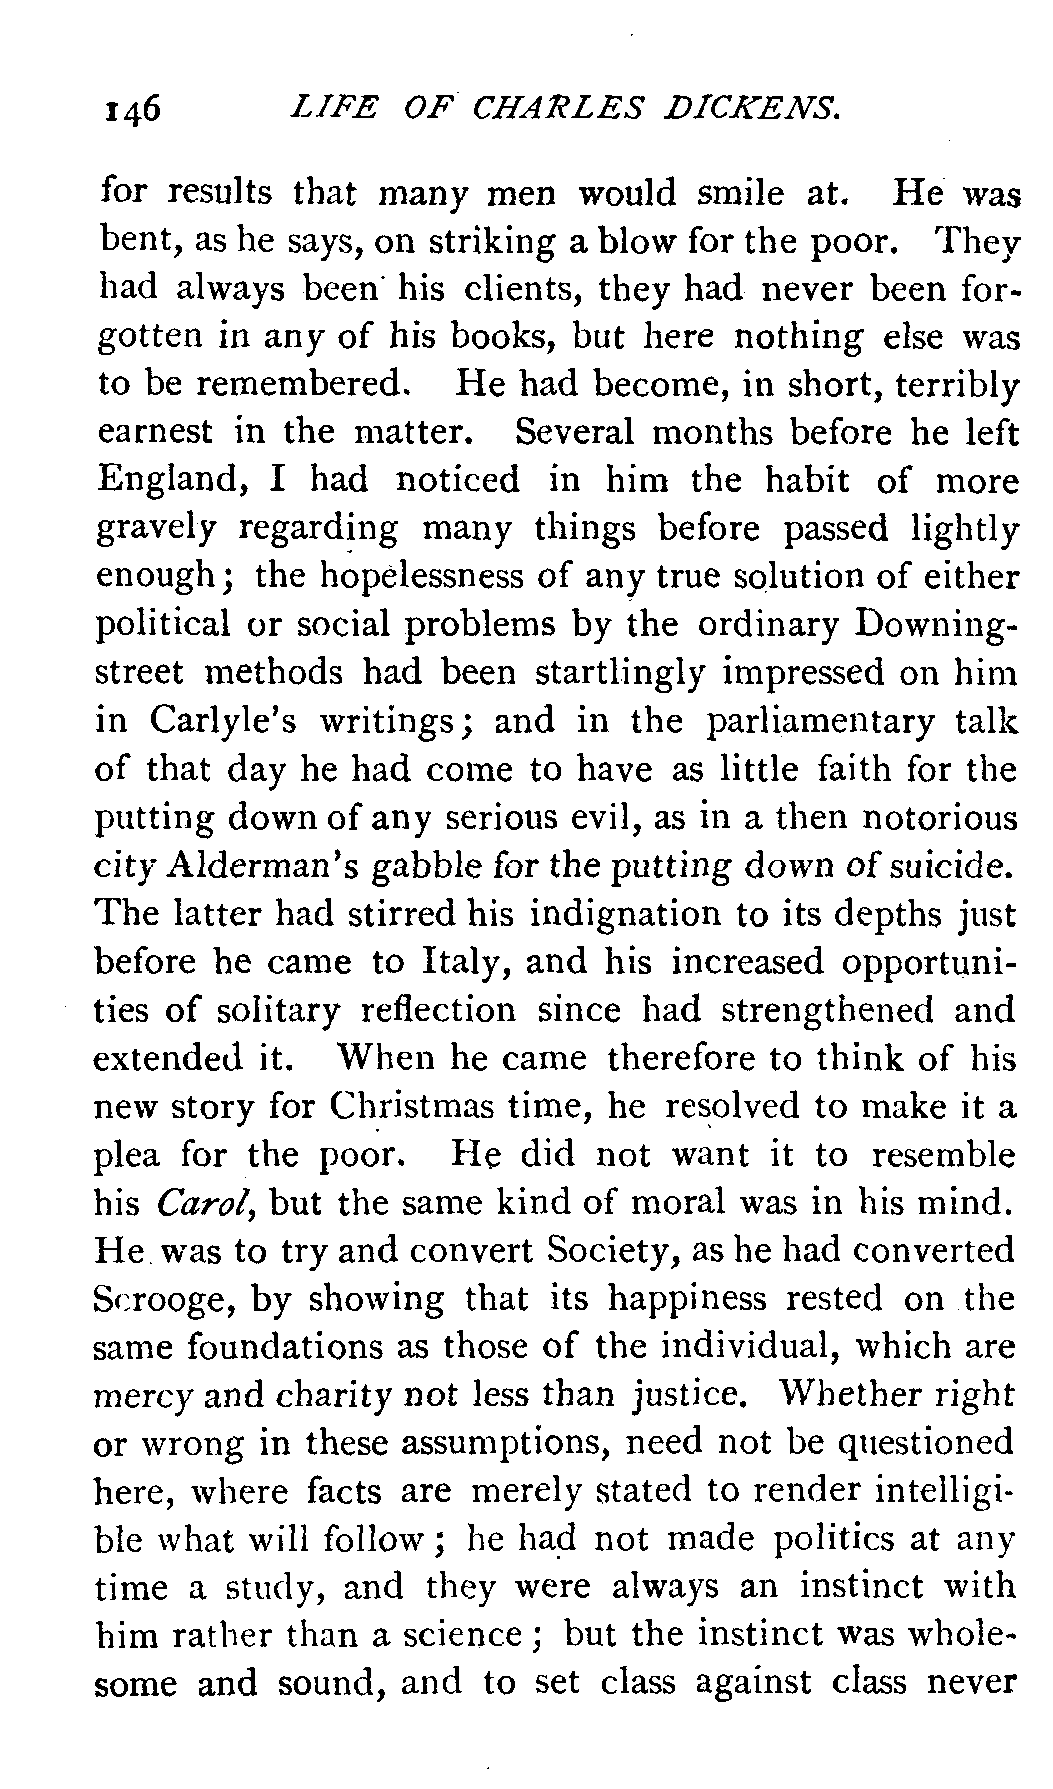 146 LIFE OF CHARLES DICKENS.
for results that many men would smile at. He was
bent, as he says, on striking a blow for the poor. They
had always been his clients, they had never been for-
gotten in any of his books, but here nothing else was
to be remembered. He had become, in short, terribly
earnest in the matter. Several months before he left
England, I had noticed in him the habit of more
gravely regarding many things before passed lightly
enough; the hopelessness of any true solution of either
political or social problems by the ordinary Downing-
street methods had been startlingly impressed on him
in Carlyle's writings; and in the parliamentary talk
of that day he had come to have as little faith for the
putting down of any serious evil, as in a then notorious
city Alderman's gabble for the putting down of suicide.
The latter had stirred his indignation to its depths just
before he came to Italy, and his increased opportuni-
ties of solitary reflection since had strengthened and
extended it. When he came therefore to think of his
new story for Christmas time, he resolved to make it a
plea for the poor. He did not want it to resemble
his Carol, but the same kind of moral was in his mind.
He was to try and convert Society, as he had converted
Scrooge, by showing that its happiness rested on the
same foundations as those of the individual, which are
mercy and charity not less than justice. Whether right
or wrong in these assumptions, need not be questioned
here, where facts are merely stated to render intelligi-
ble what will follow; he had not made politics at any
time a study, and they were always an instinct with
him rather than a science; but the instinct was whole-
some and sound, and to set class against class never